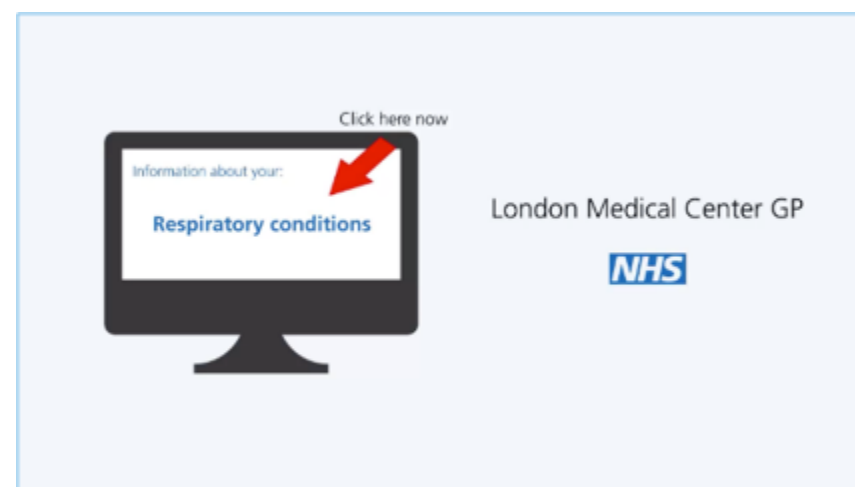 Click here now
Information about your:
Respiratory conditions
London Medical Center GP
NHS